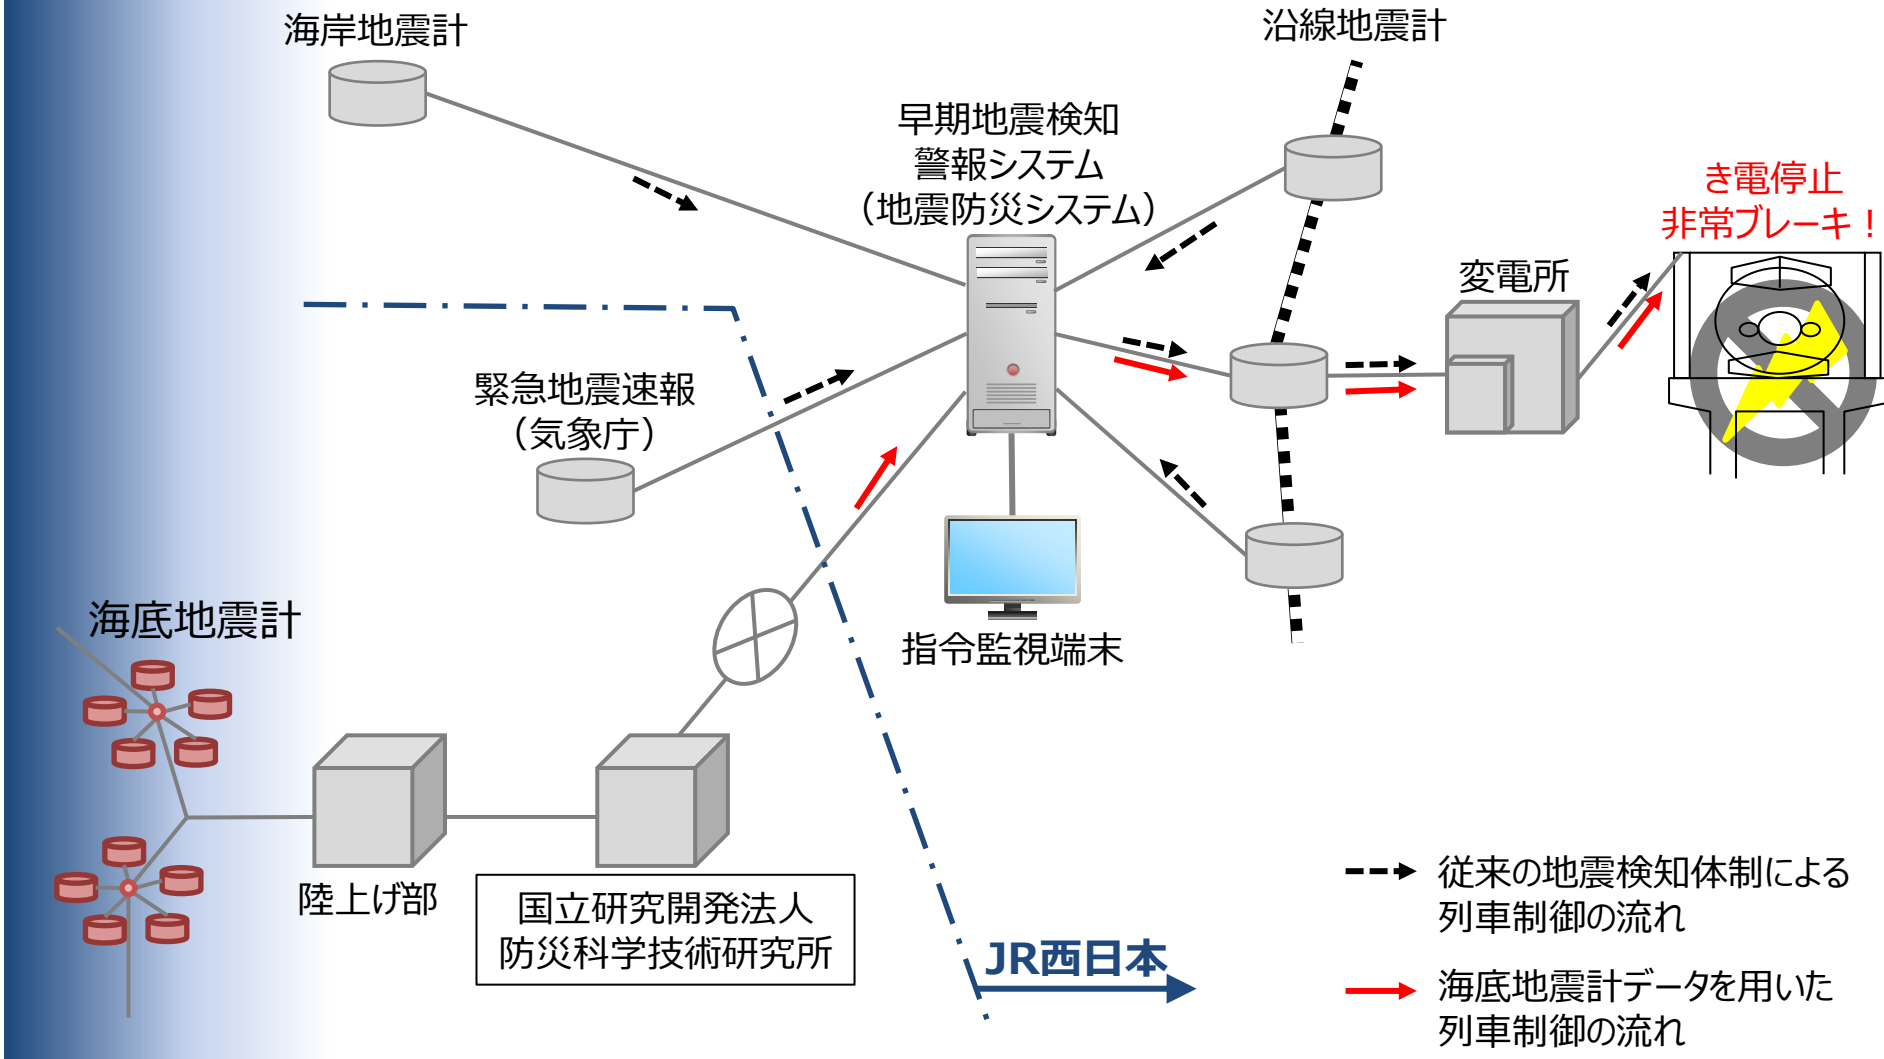 海岸地震計
沿線地震計
早期地震検知
警報システム
（地震防災システム）
き電停止
非常ブレーキ！
変電所
緊急地震速報
（気象庁）
海底地震計
指令監視端末
陸上げ部
国立研究開発法人
防災科学技術研究所
JR西日本
従来の地震検知体制による
列車制御の流れ
海底地震計データを用いた
列車制御の流れ